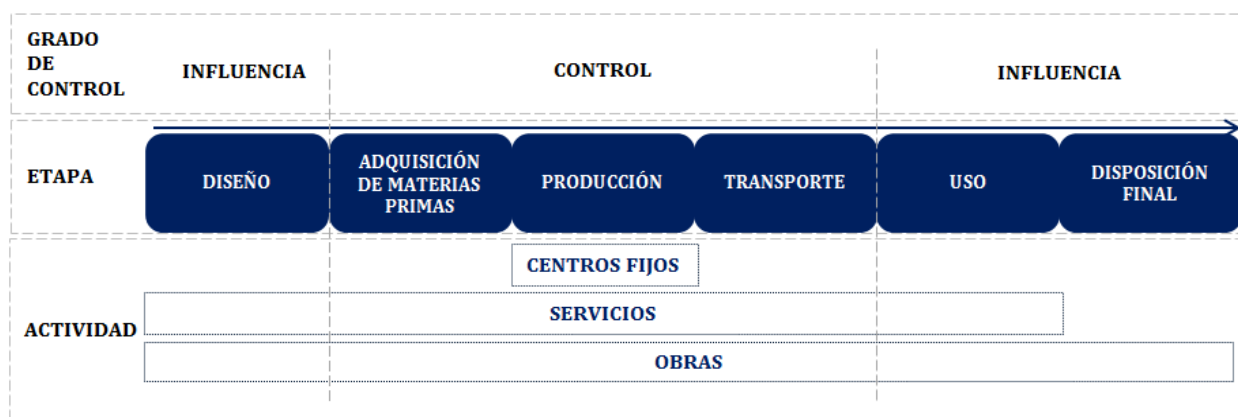 GRADO
DE
CONTROL
INFLUENCIA
CONTROL
INFLUENCIA
ETAPA
DISEÑO
ADQUISICIÓN
DE MATERIAS
PRIMAS
PRODUCCIÓN
TRANSPORTE
USO
DISPOSICIÓN
FINAL
ACTIVIDAD
CENTROS FIJOS
SERVICIOS
OBRAS